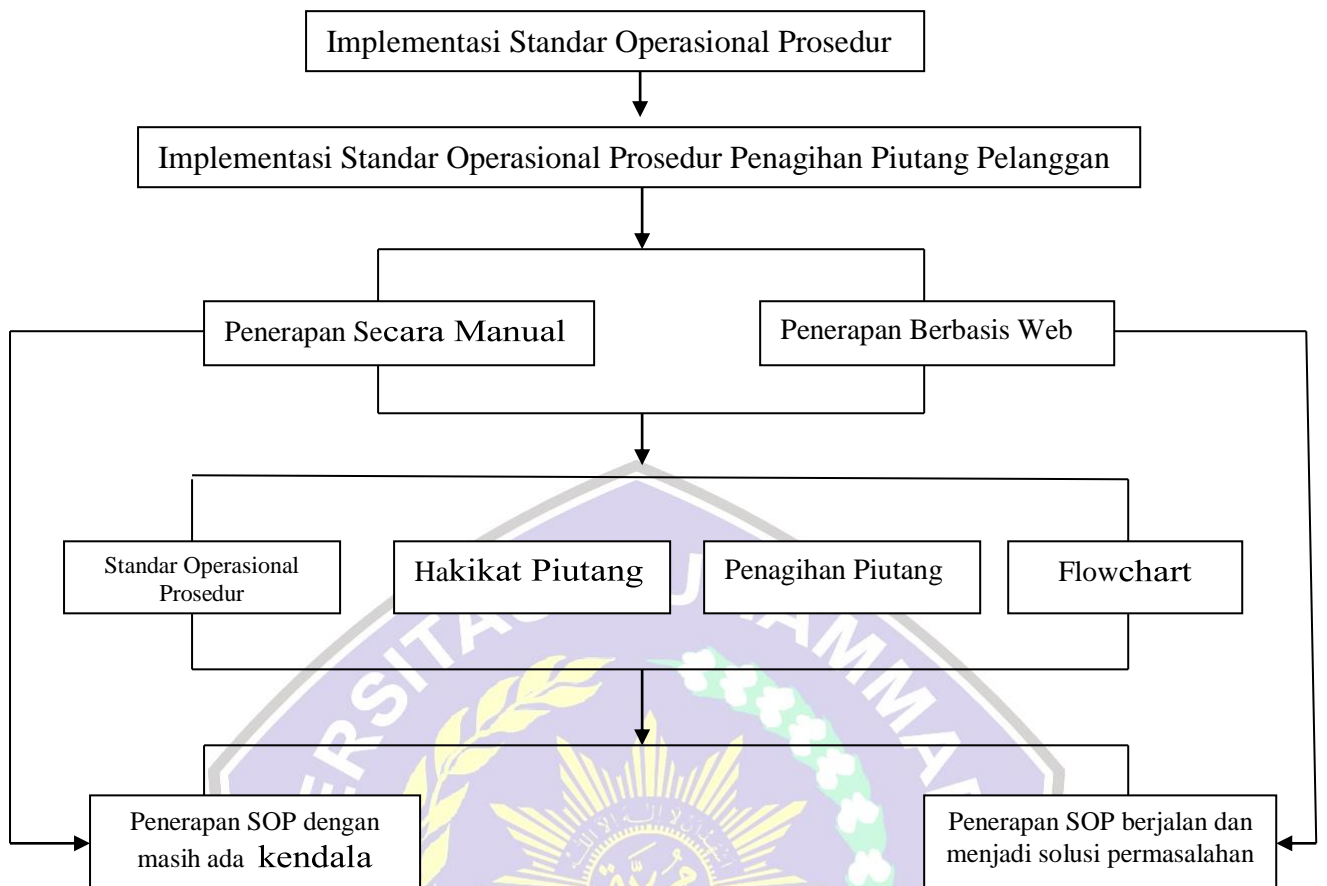 Implementasi Standar Operasional Prosedur
Implementasi Standar Operasional Prosedur Penagihan Piutang Pelanggan
Penerapan Secara Manual
Penerapan Berbasis Web
Standar Operasional
Prosedur
Hakikat Piutang
Penagihan Piutang
Flowchart
Penerapan SOP dengan
masih ada kendala
Penerapan SOP berjalan dan
menjadi solusi permasalahan